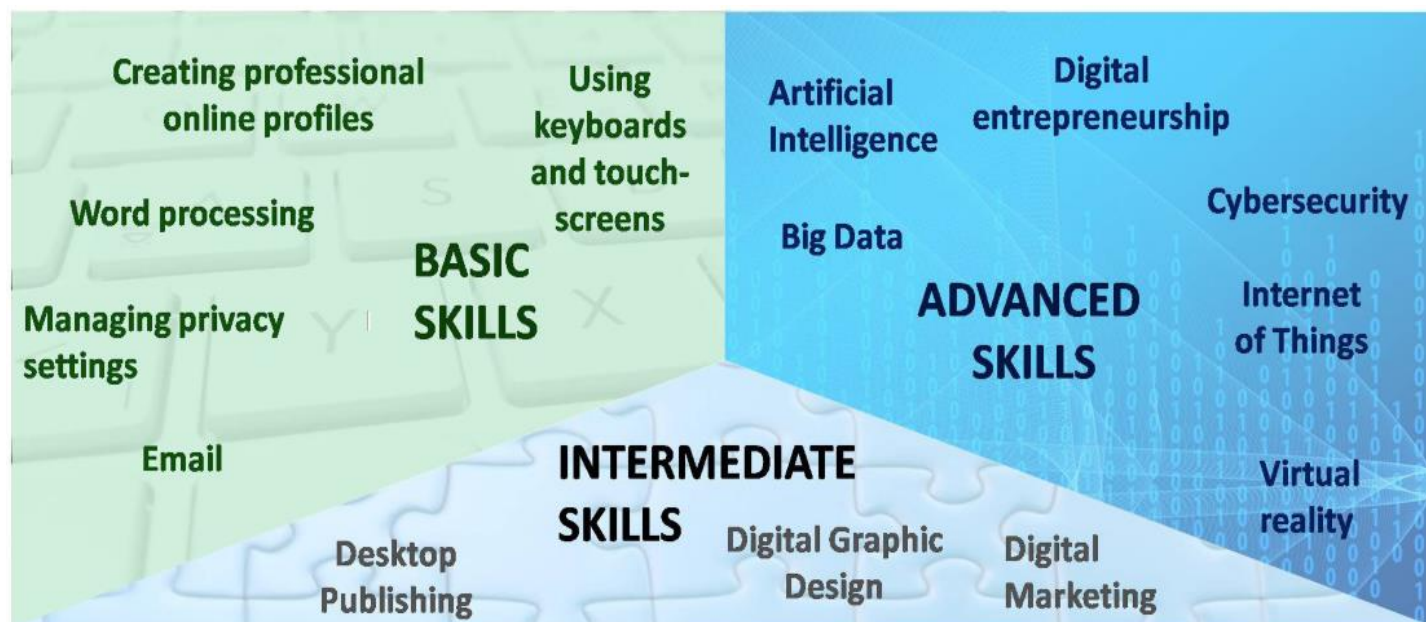 Creating professional
online profiles
Using
keyboards
and touch-
screens
Word processing
BASIC
SKILLS
Managing privacy
settings
Email
Artificial
Intelligence
Digital
entrepreneurship
Cybersecurity
Big Data
ADVANCED
SKILLS
Internet
of Things
Virtual
reality
INTERMEDIATE
SKILLS
Desktop
Publishing
Digital Graphic
Design
Digital
Marketing